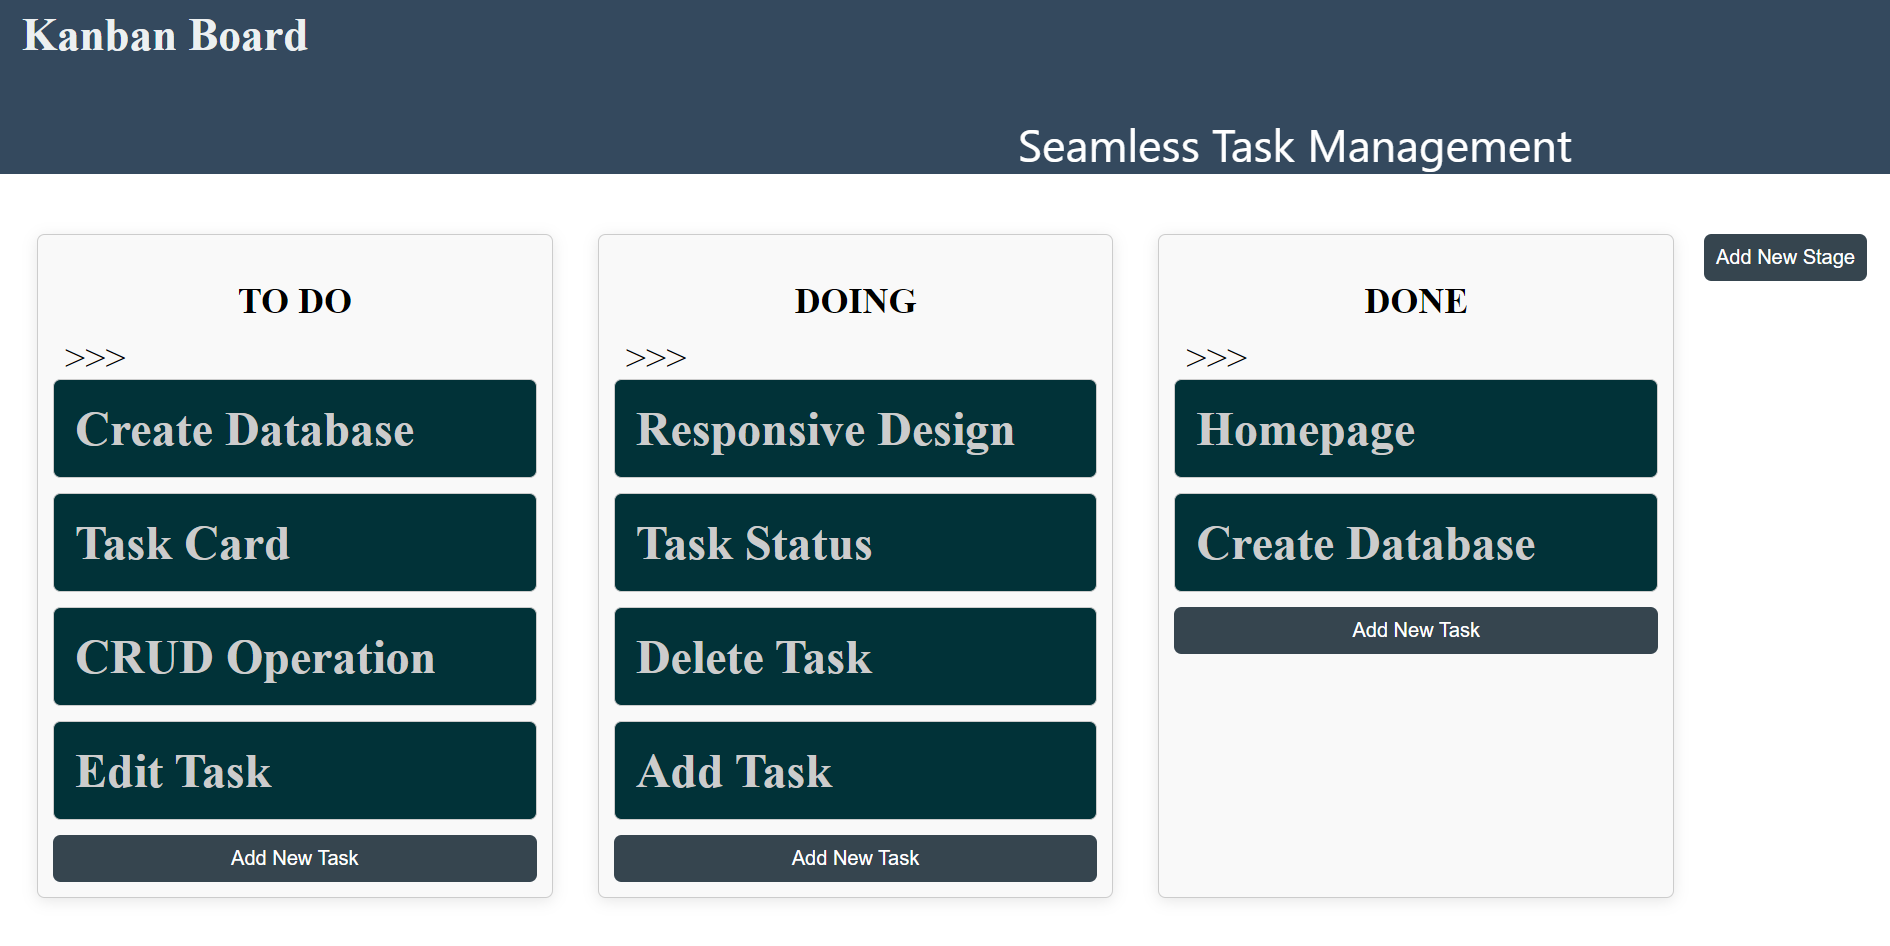 Kanban Board
Seamless Task Management
TO DO
>>>
Create Database
Task Card
CRUD Operation
Edit Task
Add New Task
DOING
>>>
Responsive Design
Task Status
Delete Task
Add Task
Add New Task
DONE
>>>
Homepage
Create Database
Add New Task
Add New Stage